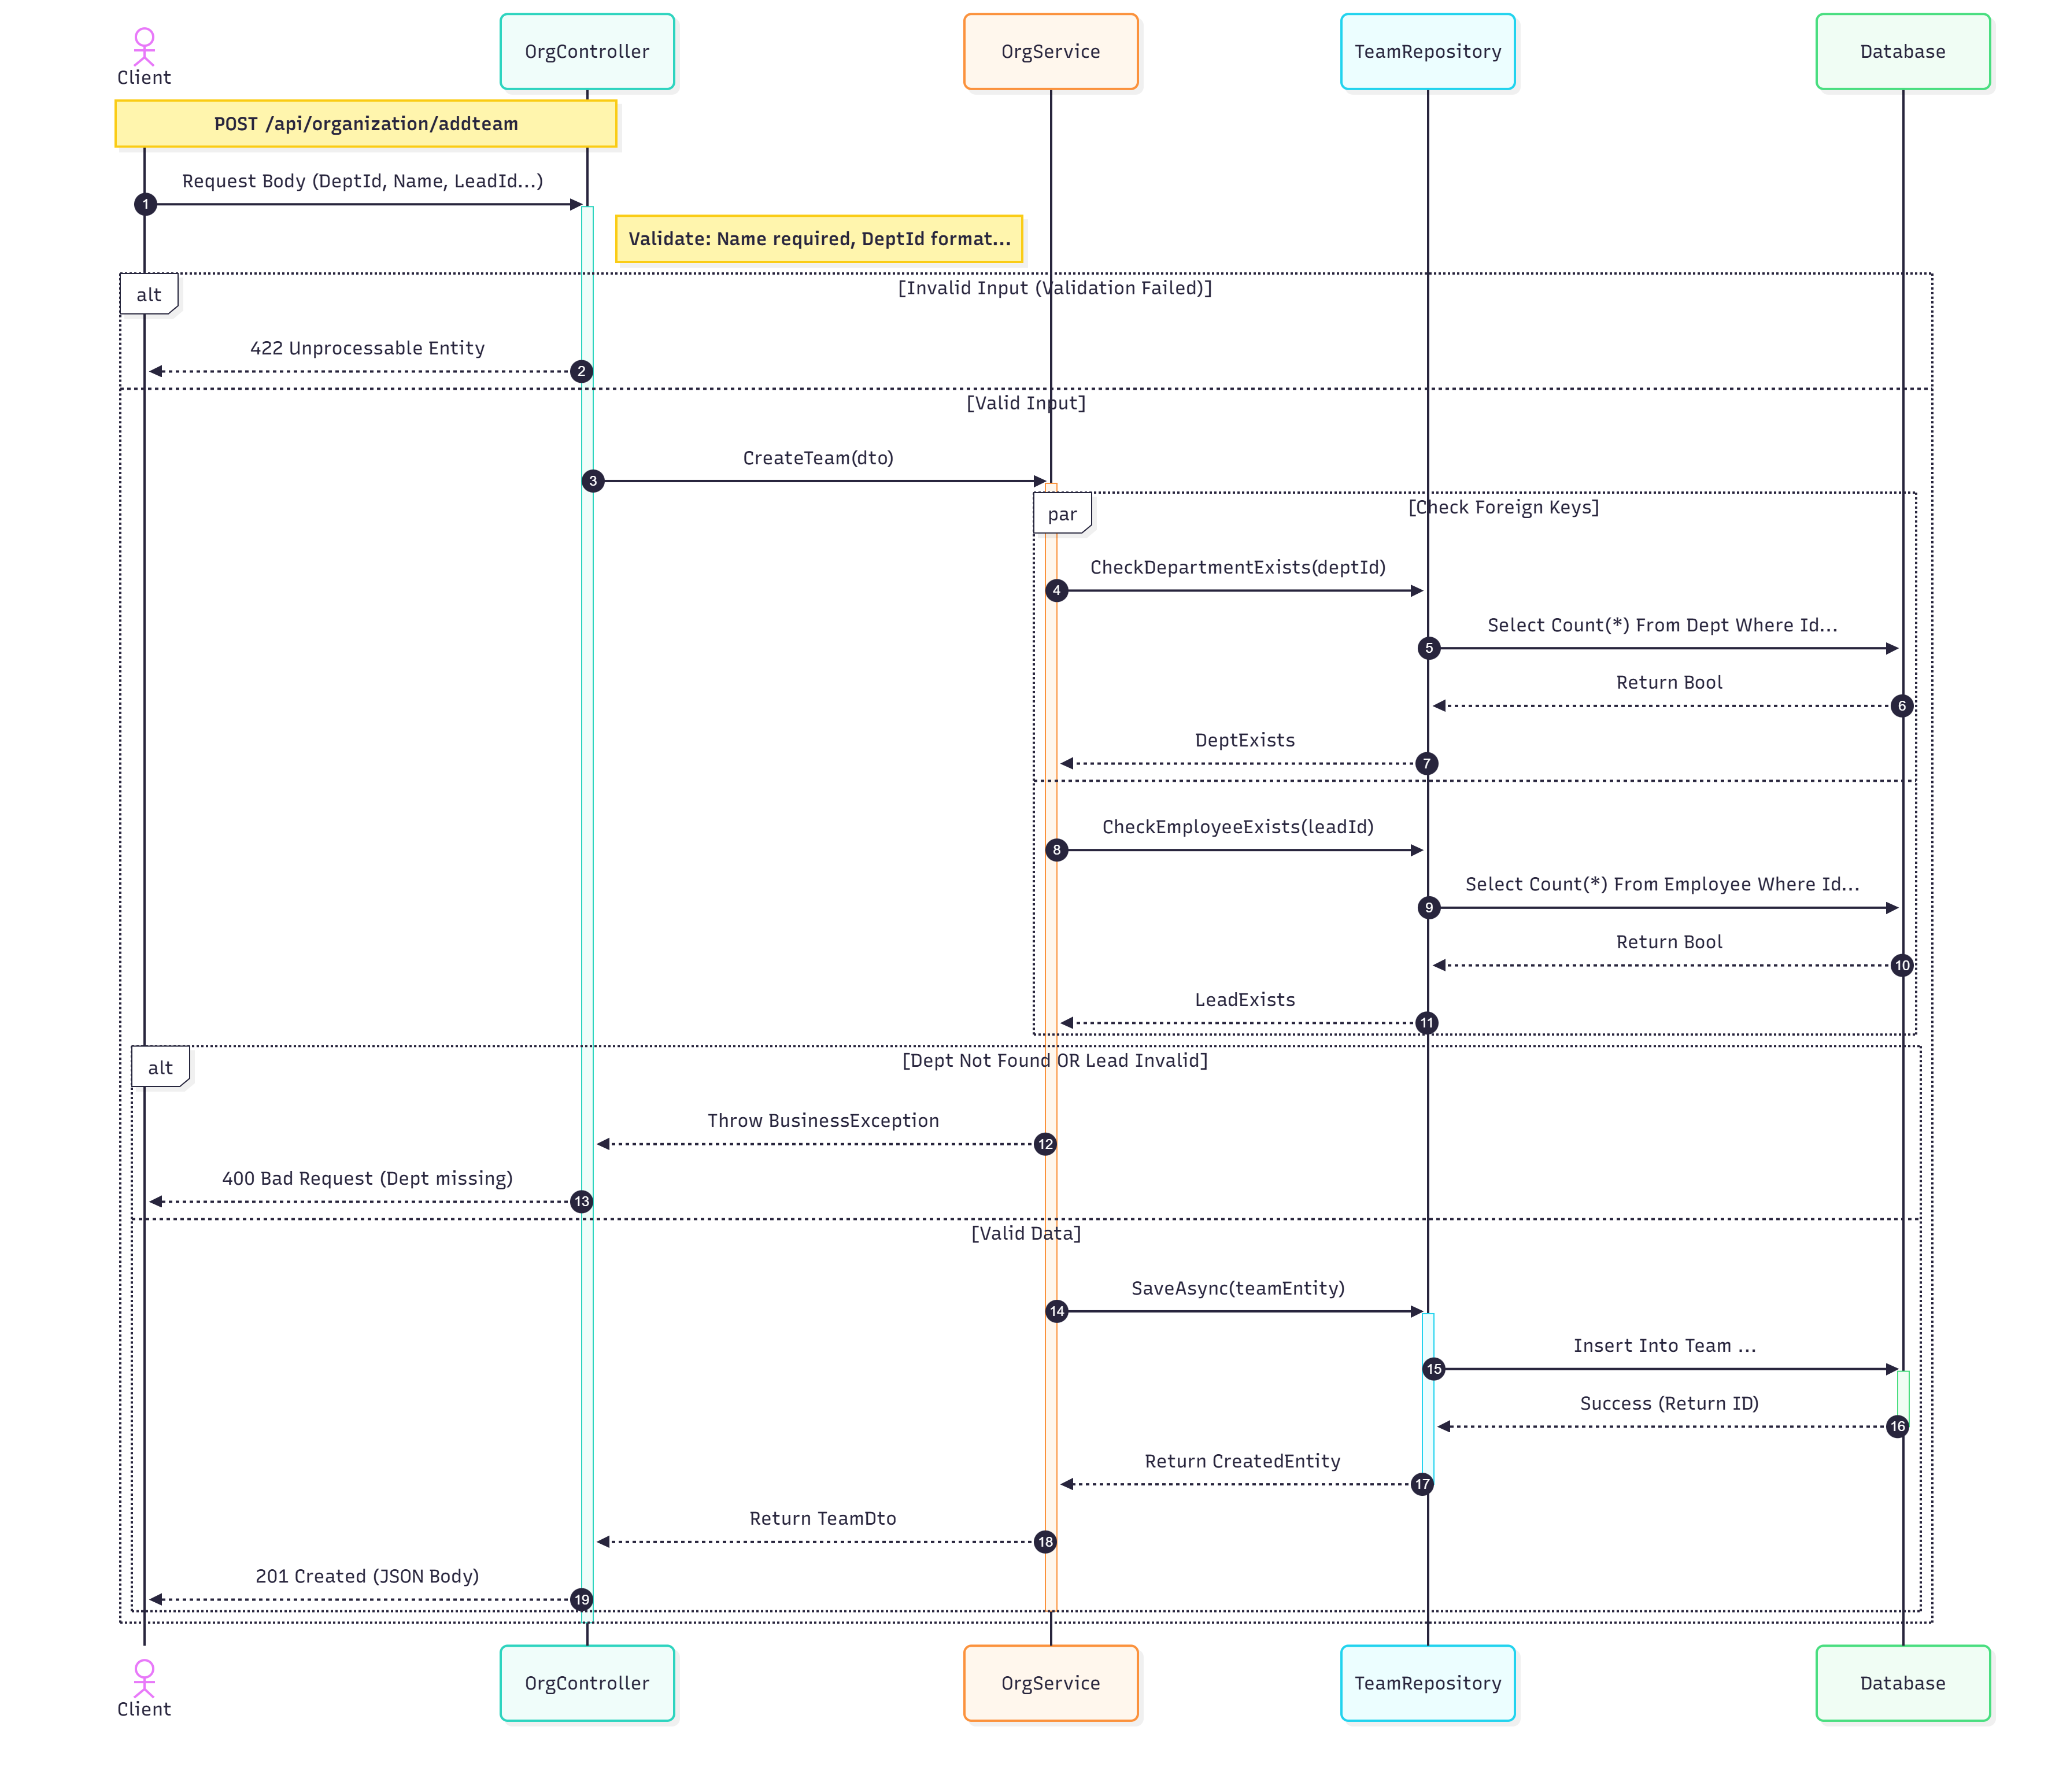 Client
OrgController
OrgService
TeamRepository
Database
POST /api/organization/addteam
Request Body (DeptId, Name, LeadId...)
1
Validate: Name required, DeptId format...
alt
[Invalid Input (Validation Failed)]
422 Unprocessable Entity
2
[Valid Input]
CreateTeam(dto)
3
par
[Check Foreign Keys]
CheckDepartmentExists(deptId)
4
Select Count(*) From Dept Where Id...
5
Return Bool
6
DeptExists
7
CheckEmployeeExists(leadId)
8
Select Count(*) From Employee Where Id...
9
Return Bool
10
LeadExists
11
alt
[Dept Not Found OR Lead Invalid]
Throw BusinessException
12
400 Bad Request (Dept missing)
13
[Valid Data]
SaveAsync(teamEntity)
14
Insert Into Team ...
15
Success (Return ID)
16
Return CreatedEntity
17
Return TeamDto
18
201 Created (JSON Body)
19
Client
OrgController
OrgService
TeamRepository
Database